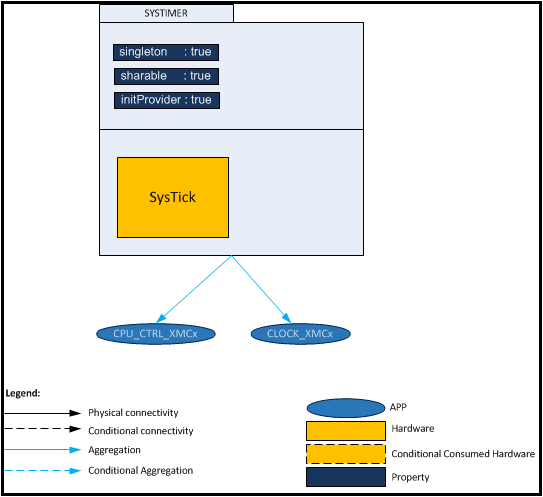 SYSTIMER
singleton : true
sharable : true
initProvider : true
SysTick
CPU_CTRL_XMCx
CLOCK_XMCx
Legend:
Physical connectivity
Conditional connectivity
Aggregation
Conditional Aggregation
APP
Hardware
Conditional Consumed Hardware
Property